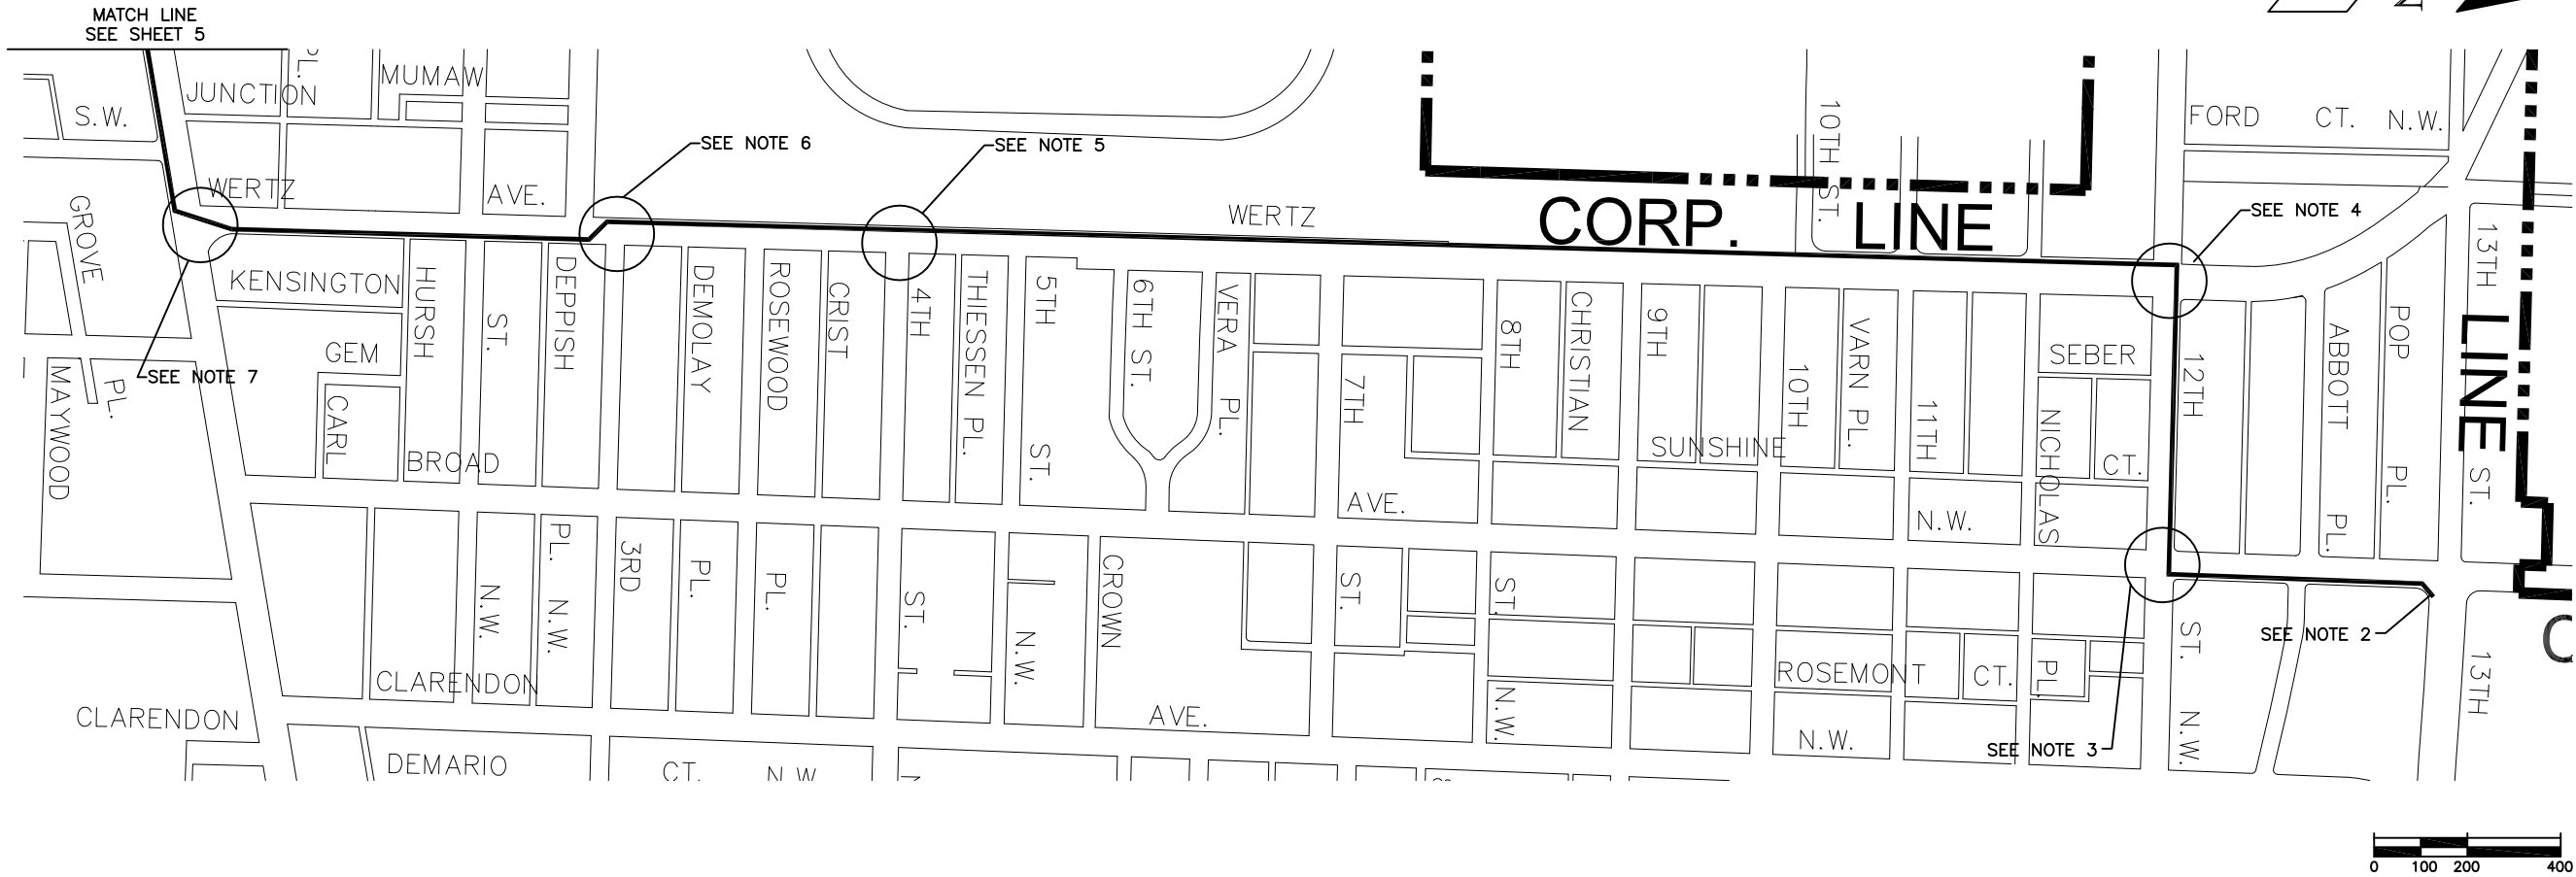 MATCH LINE
SEE SHEET 5
N
S.W.
JUNCTION
PL.
MUMAW
10TH ST.
FORD CT. N.W.
SEE NOTE 6
SEE NOTE 5
GROVE
PL.
WERTZ
AVE.
WERTZ
CORP. LINE
SEE NOTE 4
13TH
ST.
LINE
KENSINGTON
HURSH
ST.
DEPPISH
DEMOLAY
ROSEWOOD
CRIST
4TH
THIESSEN PL.
5TH
ST.
6TH ST.
VERA PL.
7TH
8TH
CHRISTIAN
9TH
10TH
VARN PL.
11TH
SEBER
CT.
NICHOLAS
12TH
ABBOTT
PL.
POP
PL.
GEM
CARL
SEE NOTE 7
MAYWOOD
BROAD
AVE.
SUNSHINE
N.W.
N.W.
PL. N.W.
3RD
PL.
PL.
ST.
N.W.
CROWN
ST.
ST.
N.W.
CLARENDON
CLARENDON
AVE.
ROSEMONT CT.
PL.
N.W.
ST. N.W.
SEE NOTE 2
SEE NOTE 3
13TH
DEMARIO
CT.
N.W
0 100 200 400